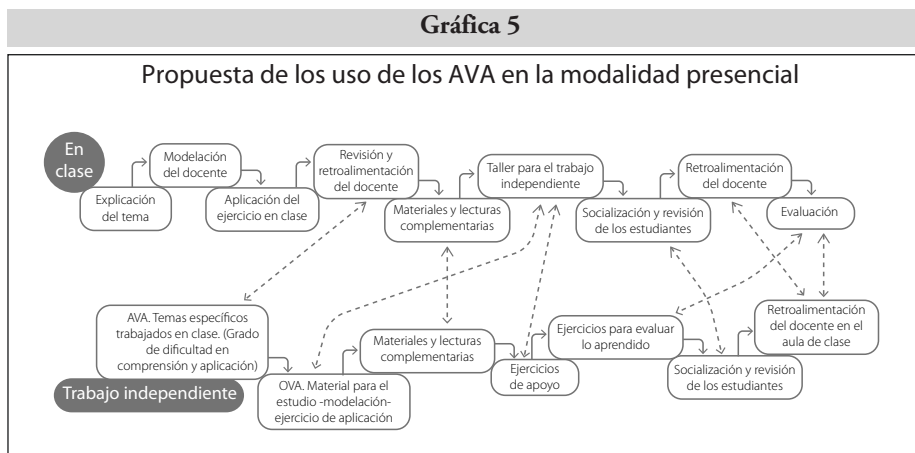 Gráfica 5
Propuesta de los uso de los AVA en la modalidad presencial
En
clase
Explicación
del tema
Modelación
del docente
Aplicación del
ejercicio en clase
Revisión y
retroalimentación
del docente
Materiales y lecturas
complementarias
Taller para el trabajo
independiente
Socialización y revisión
de los estudiantes
Retroalimentación
del docente
Evaluación
AVA. Temas específicos
trabajados en clase. (Grado
de dificultad en
comprensión y aplicación)
Trabajo independiente
OVA. Material para el
estudio -modelación-
ejercicio de aplicación
Materiales y lecturas
complementarias
Ejercicios
de apoyo
Ejercicios para evaluar
lo aprendido
Socialización y revisión
de los estudiantes
Retroalimentación
del docente en el
aula de clase